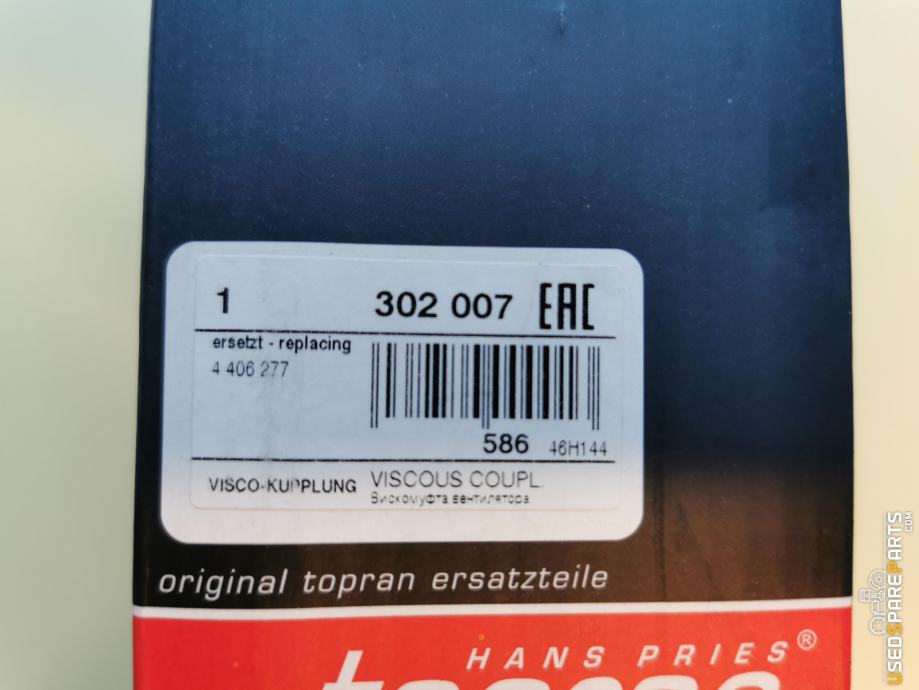 1 302 007 EAC
ersetzt - replacing
4 406 277
586 46H144
VISCO-KUPPLUNG VISCOUS COUPL.
Вискомуфта вентилятора
original topran ersatzteile
HANS PRIES®
topran
USEDSPAREPARTS.COM